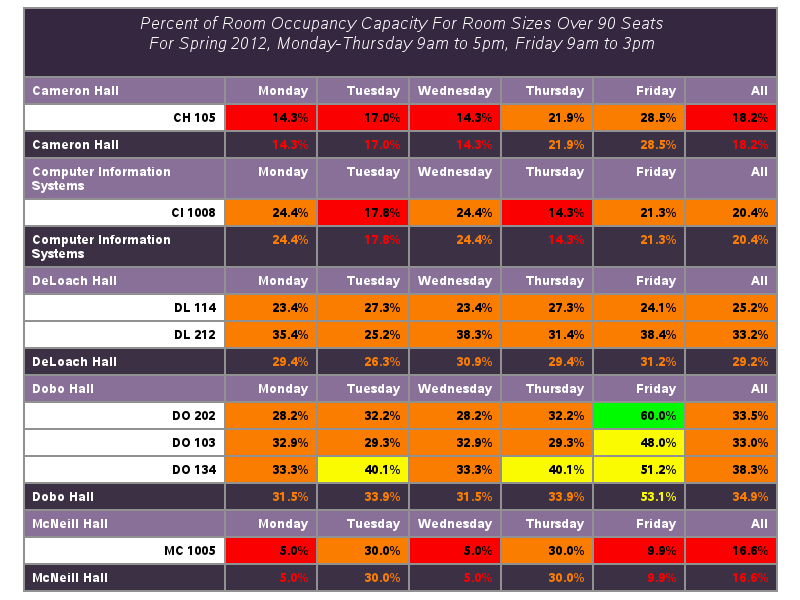 Percent of Room Occupancy Capacity For Room Sizes Over 90 Seats
For Spring 2012, Monday-Thursday 9am to 5pm, Friday 9am to 3pm
Cameron Hall Monday Tuesday Wednesday Thursday Friday All
CH 105 14.3% 17.0% 14.3% 21.9% 28.5% 18.2%
Cameron Hall 14.3% 17.0% 14.3% 21.9% 28.5% 18.2%
Computer Information Monday Tuesday Wednesday Thursday Friday All
Systems
CI 1008 24.4% 17.8% 24.4% 14.3% 21.3% 20.4%
Computer Information 24.4% 17.8% 24.4% 14.3% 21.3% 20.4%
Systems
DeLoach Hall Monday Tuesday Wednesday Thursday Friday All
DL 114 23.4% 27.3% 23.4% 27.3% 24.1% 25.2%
DL 212 35.4% 25.2% 38.3% 31.4% 38.4% 33.2%
DeLoach Hall 29.4% 26.3% 30.9% 29.4% 31.2% 29.2%
Dobo Hall Monday Tuesday Wednesday Thursday Friday All
DO 202 28.2% 32.2% 28.2% 32.2% 60.0% 33.5%
DO 103 32.9% 29.3% 32.9% 29.3% 48.0% 33.0%
DO 134 33.3% 40.1% 33.3% 40.1% 51.2% 38.3%
Dobo Hall 31.5% 33.9% 31.5% 33.9% 53.1% 34.9%
McNeill Hall Monday Tuesday Wednesday Thursday Friday All
MC 1005 5.0% 30.0% 5.0% 30.0% 9.9% 16.6%
McNeill Hall 5.0% 30.0% 5.0% 30.0% 9.9% 16.6%